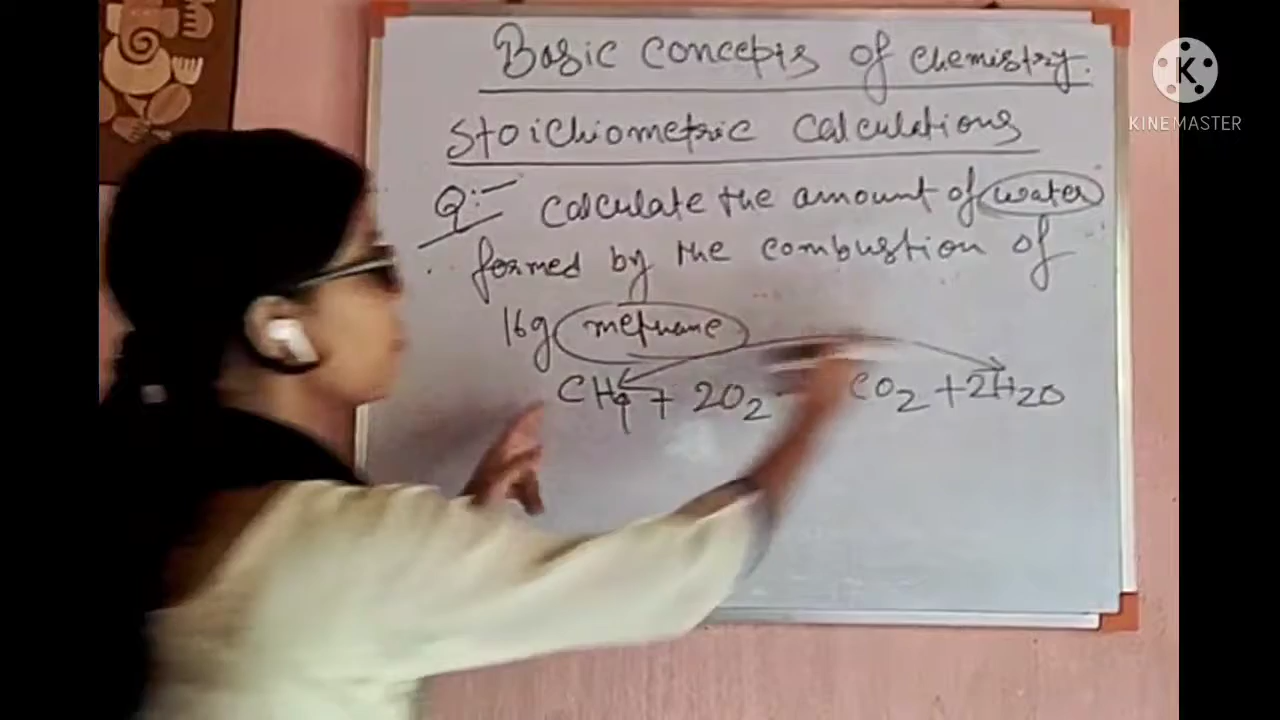 Basic concepts of chemistry.
Stoichiometric calculations
Q:- Calculate the amount of water
formed by the combustion of
16g methane
CH4 + 2O2 CO2 + 2H2O
K
KINEMASTER